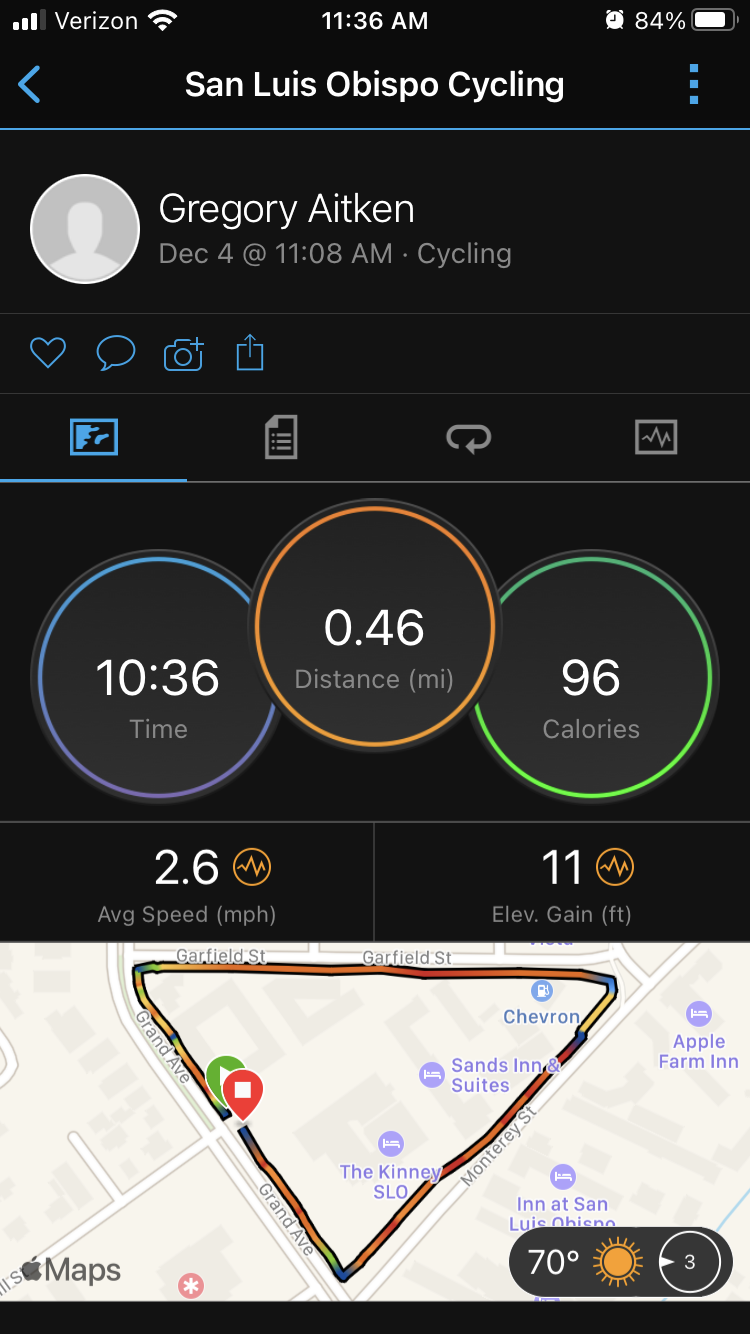 Verizon 11:36 AM 84%
San Luis Obispo Cycling
Gregory Aitken
Dec 4 @ 11:08 AM · Cycling
0.46
Distance (mi)
10:36
Time
96
Calories
2.6
Avg Speed (mph)
11
Elev. Gain (ft)
Garfield St
Garfield St
Chevron
Grand Ave
Apple
Farm Inn
Sands Inn &
Suites
Monterey St
The Kinney
SLO
Grand Ave
Inn at San
Luis Obispo
70° 3
Maps